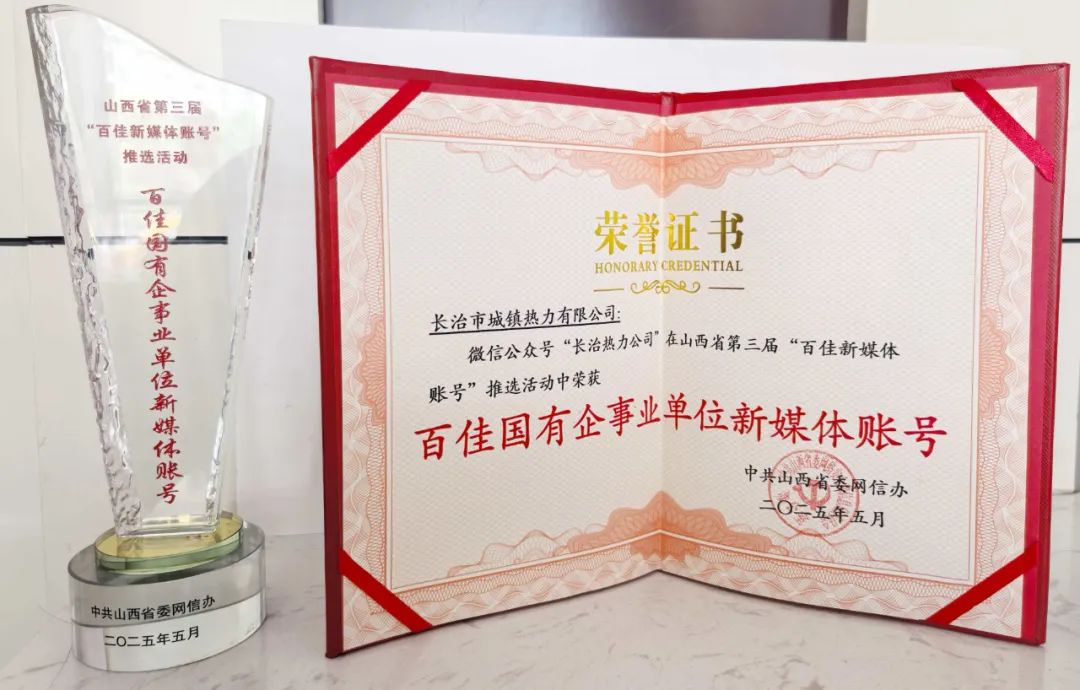 山西省第三届
“百佳新媒体账号”
推选活动
百佳国有企事业单位新媒体账号
中共山西省委网信办
二〇二五年五月
荣誉证书
HONORARY CREDENTIAL
长治市城镇热力有限公司:
微信公众号“长治热力公司”在山西省第三届“百佳新媒体
账号”推选活动中荣获
百佳国有企事业单位新媒体账号
中共山西省委网信办
二〇二五年五月